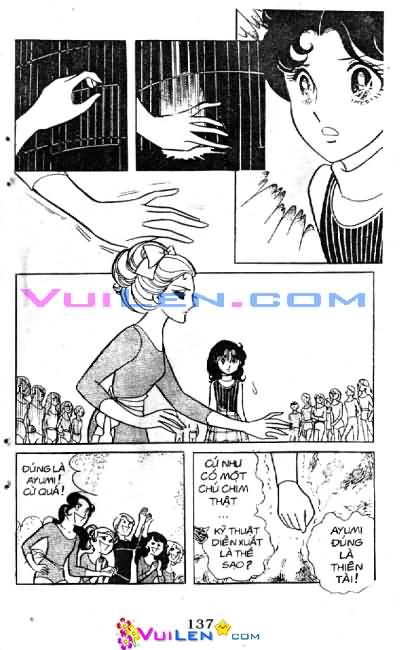 VUILEN.COM
ĐÚNG LÀ
AYUMI!
CỪ QUÁ!
CỨ NHƯ
CÓ MỘT
CHÚ CHIM
THẬT
...
KỸ THUẬT
DIỄN XUẤT
LÀ THẾ
SAO?
AYUMI
ĐÚNG
LÀ
THIÊN
TÀI!
137
VUILEN.COM